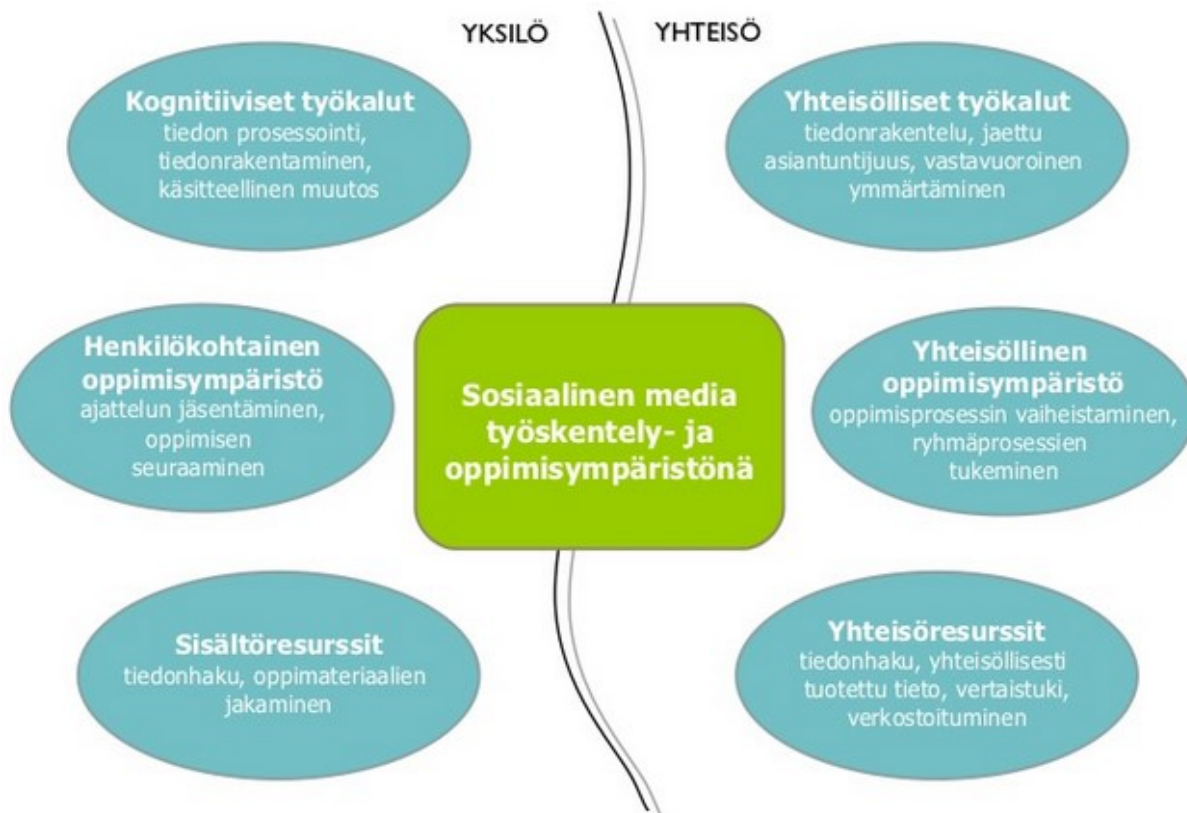 YKSILÖ
YHTEISÖ
Kognitiiviset työkalut
tiedon prosessointi,
tiedonrakentaminen,
käsitteellinen muutos
Yhteisölliset työkalut
tiedonrakentelu, jaettu
asiantuntijuus, vastavuoroinen
ymmärtäminen
Henkilökohtainen
oppimisympäristö
ajattelun jäsentäminen,
oppimisen
seuraaminen
Sosiaalinen media
työskentely- ja
oppimisympäristönä
Yhteisöllinen
oppimisympäristö
oppimisprosessin vaiheistaminen,
ryhmäprosessien
tukeminen
Sisältöresurssit
tiedonhaku, oppimateriaalien
jakaminen
Yhteisöresurssit
tiedonhaku, yhteisöllisesti
tuotettu tieto, vertaistuki,
verkostoituminen